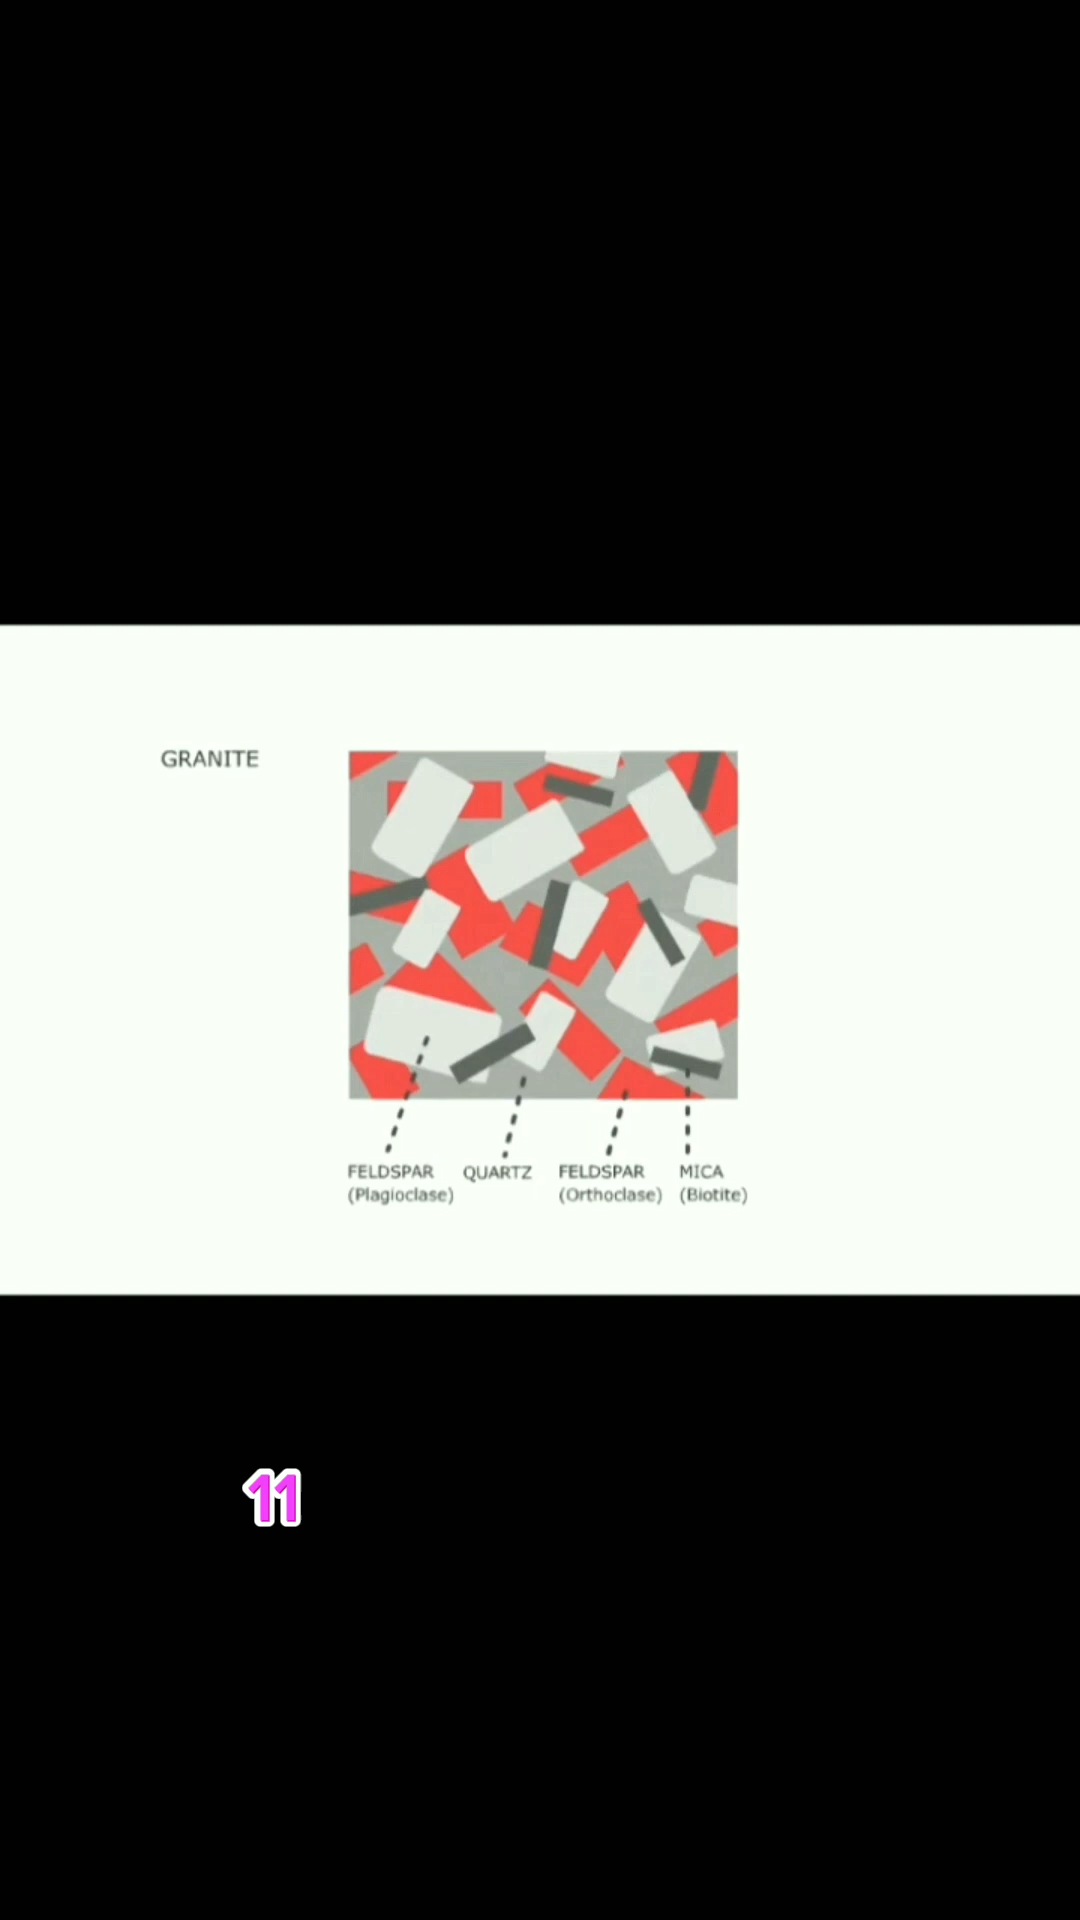 GRANITE
FELDSPAR QUARTZ FELDSPAR MICA
(Plagioclase) (Orthoclase) (Biotite)
11